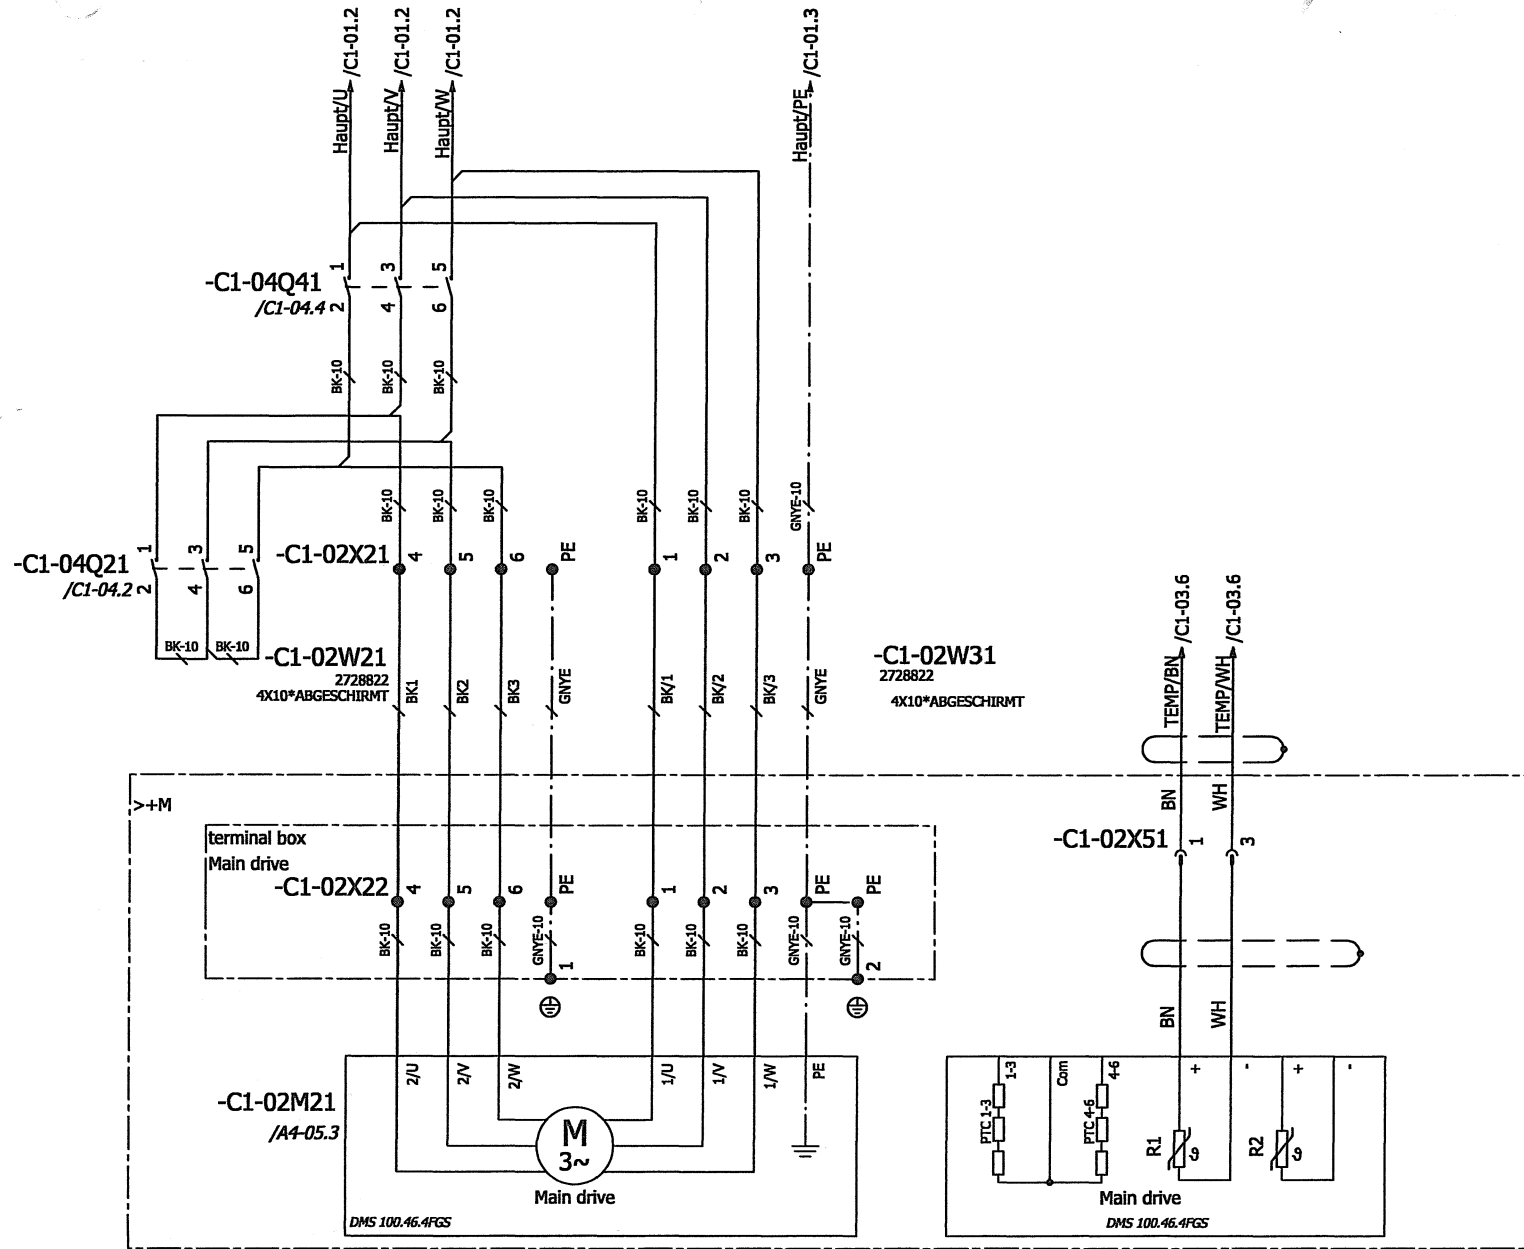 /C1-01.2
/C1-01.2
/C1-01.2
/C1-01.3
Haupt/U
Haupt/V
Haupt/W
Haupt/PE
-C1-04Q41
/C1-04.4
1
2
3
4
5
6
BK-10
BK-10
BK-10
-C1-04Q21
/C1-04.2
1
2
3
4
5
6
BK-10
BK-10
BK-10
BK-10
BK-10
BK-10
BK-10
BK-10
GNYE-10
-C1-02X21
4
5
6
PE
1
2
3
PE
-C1-02W21
2728822
4X10*ABGESCHIRMT
BK1
BK2
BK3
GNYE
BK/1
BK/2
BK/3
GNYE
-C1-02W31
2728822
4X10*ABGESCHIRMT
/C1-03.6
/C1-03.6
TEMP/BN
TEMP/WH
>+M
terminal box
Main drive
-C1-02X22
4
5
6
PE
1
2
3
PE
PE
BK-10
BK-10
BK-10
GNYE-10
1
BK-10
BK-10
BK-10
GNYE-10
GNYE-10
2
BN
WH
-C1-02X51
1
3
BN
WH
-C1-02M21
/A4-05.3
2/U
2/V
2/W
1/U
1/V
1/W
PE
M
3~
Main drive
DMS 100.46.4FGS
1-3
Com
4-6
+
-
+
-
PTC 1-3
PTC 4-6
R1
ϑ
R2
ϑ
Main drive
DMS 100.46.4FGS